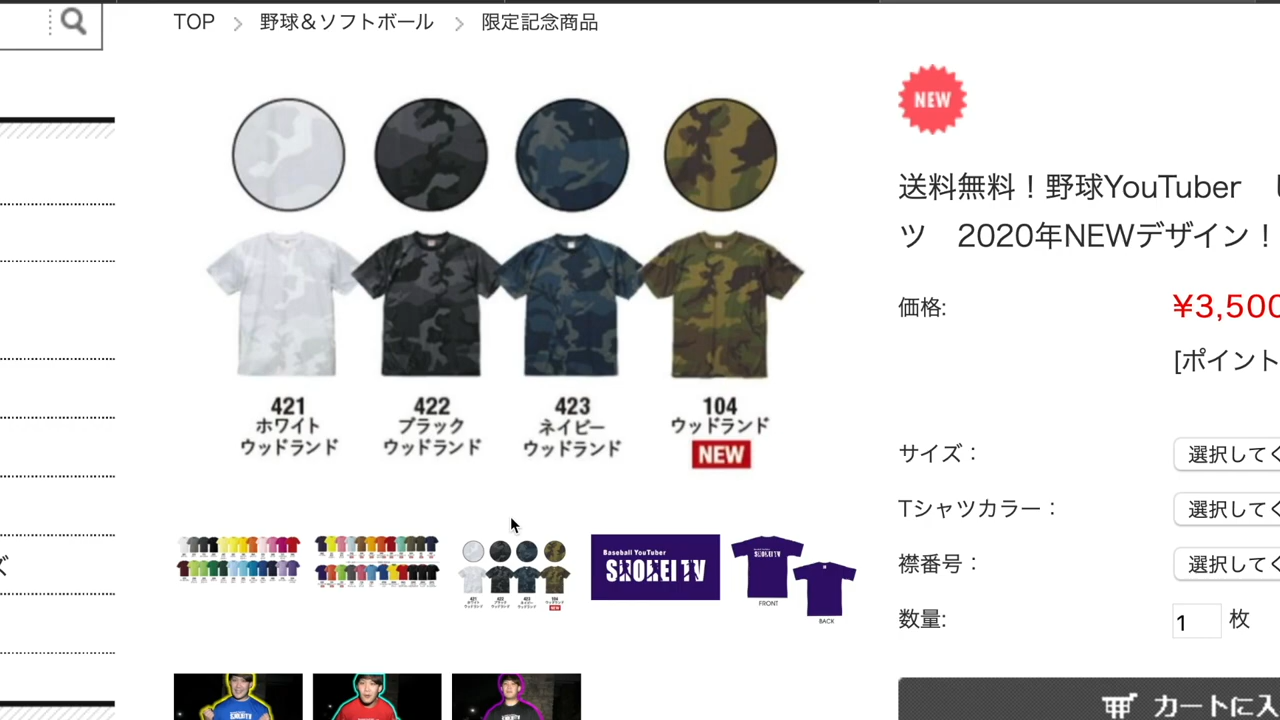 TOP > 野球＆ソフトボール > 限定記念商品
NEW
送料無料！野球YouTuber
ツ 2020年NEWデザイン！
価格:
¥3,500
[ポイント
サイズ：
選択してく
Tシャツカラー：
選択してく
襟番号：
選択してく
数量:
1 枚
カートに入
421
ホワイト
ウッドランド
422
ブラック
ウッドランド
423
ネイビー
ウッドランド
104
ウッドランド
NEW
Baseball YouTuber
SHOHEI TV
FRONT
BACK
ズ